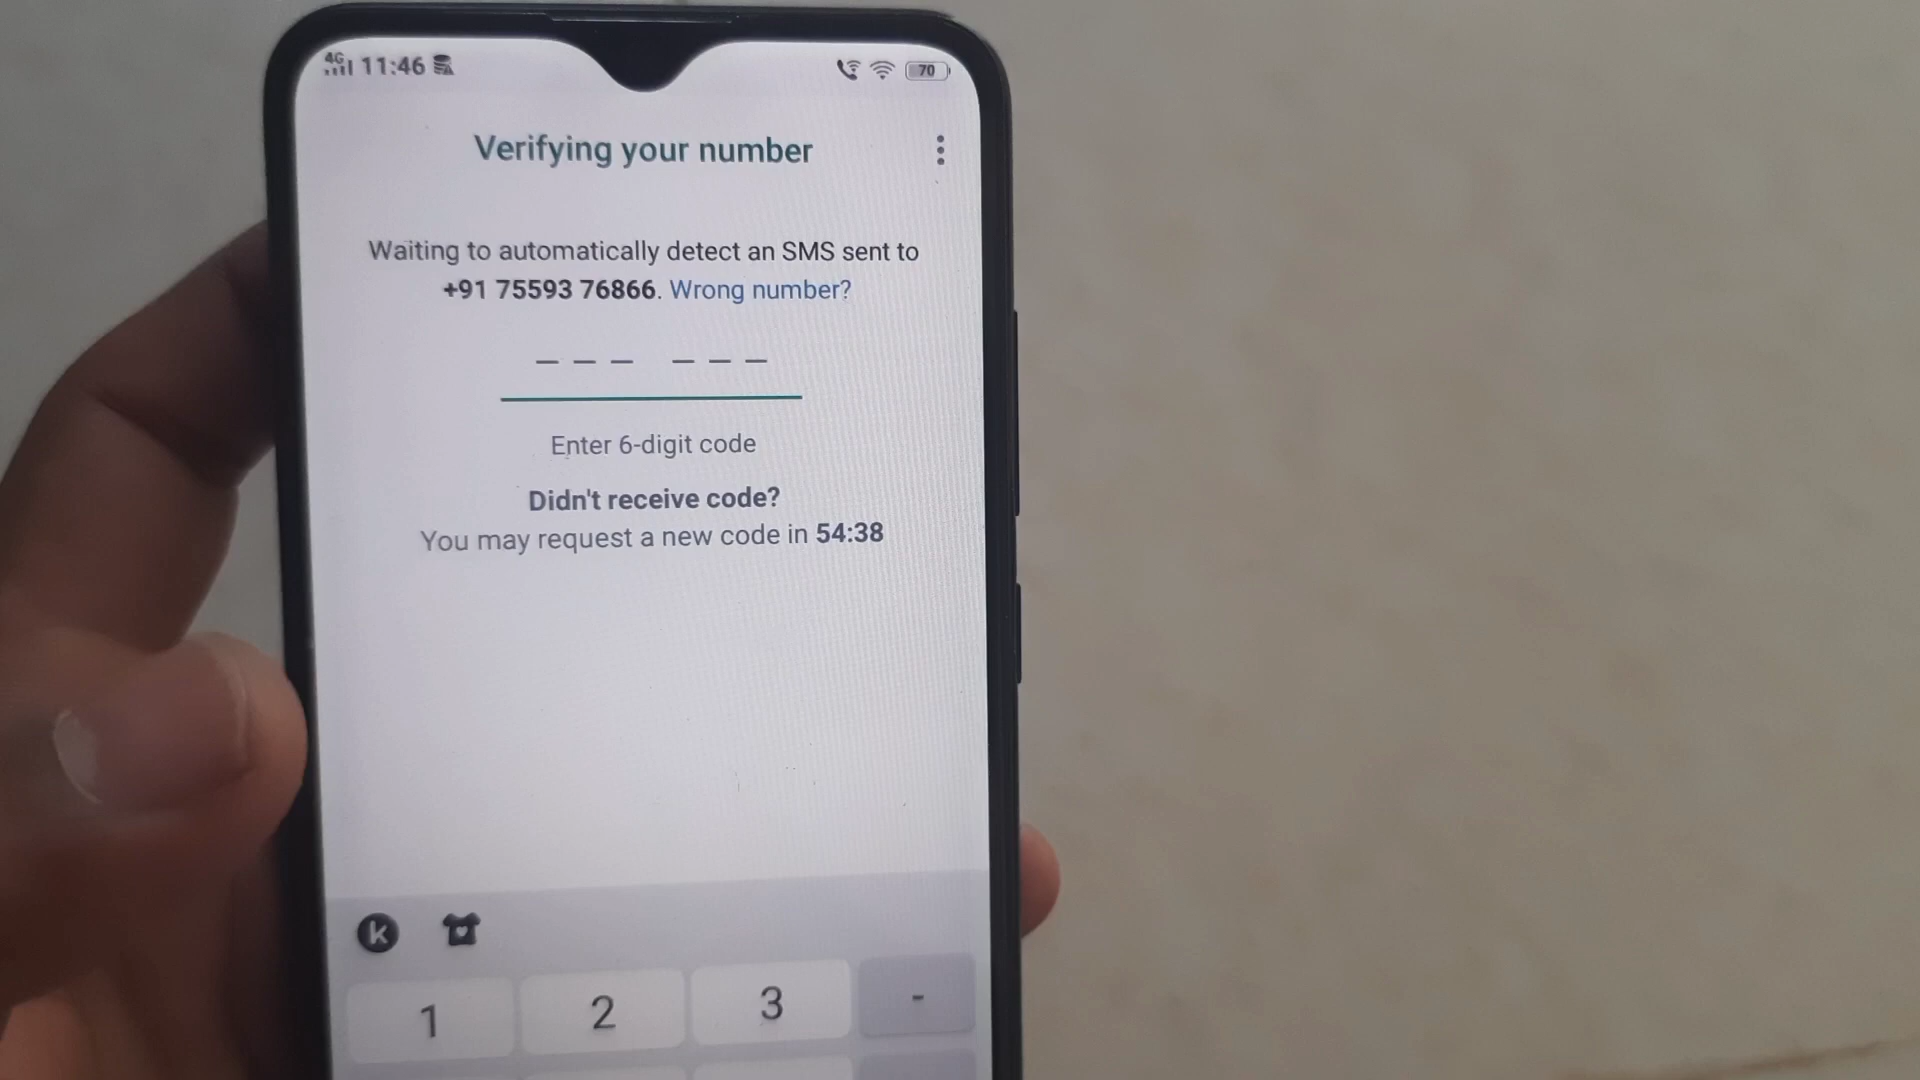 4G 11:46 70
Verifying your number
Waiting to automatically detect an SMS sent to
+91 75593 76866. Wrong number?
Enter 6-digit code
Didn't receive code?
You may request a new code in 54:38
k
1 2 3 -